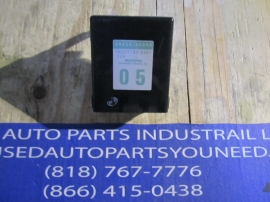 05
AUTO PARTS INDUSTRAIL L
USEDAUTOPARTSYOUNEED.
(818) 767-7776
(866) 415-0438